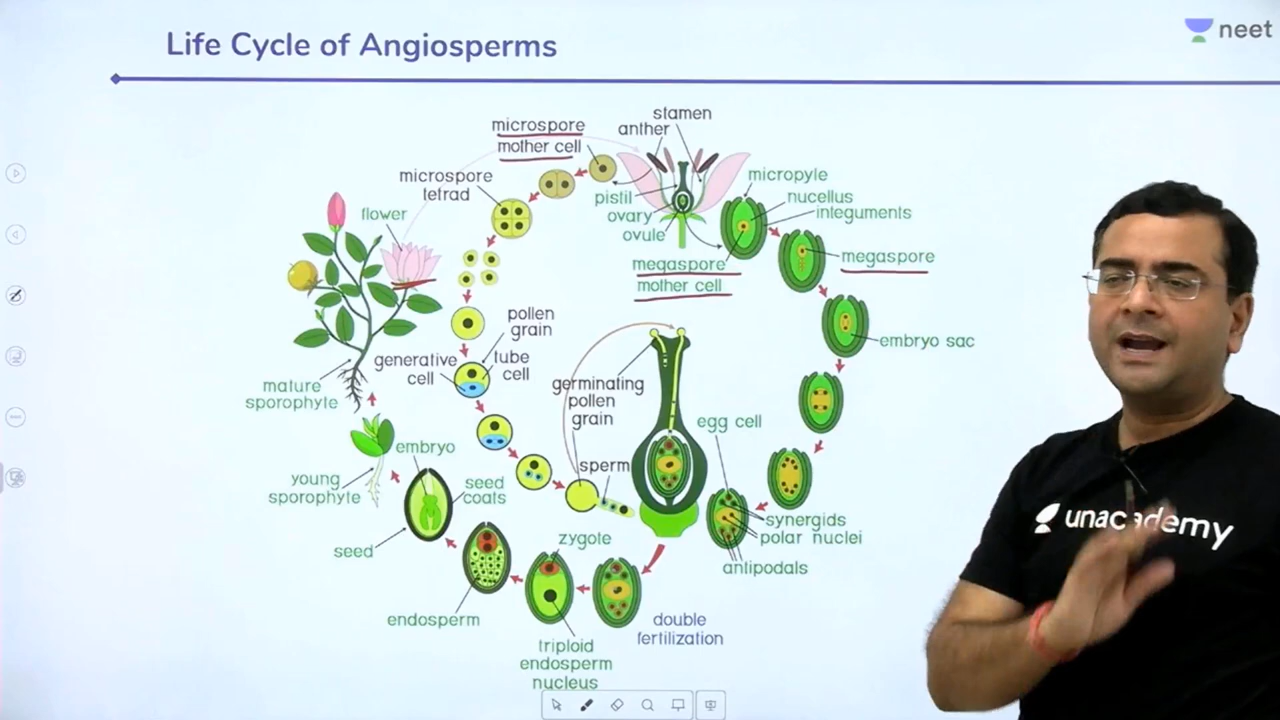 Life Cycle of Angiosperms
neet
stamen
anther
microspore
mother cell
microspore
tetrad
micropyle
nucellus
integuments
pistil
ovary
ovule
flower
megaspore
megaspore
mother cell
pollen
grain
embryo sac
generative
cell
tube
cell
mature
sporophyte
germinating
pollen
grain
egg cell
embryo
sperm
young
sporophyte
seed
coats
synergids
polar nuclei
seed
zygote
antipodals
endosperm
double
fertilization
triploid
endosperm
nucleus
unacademy